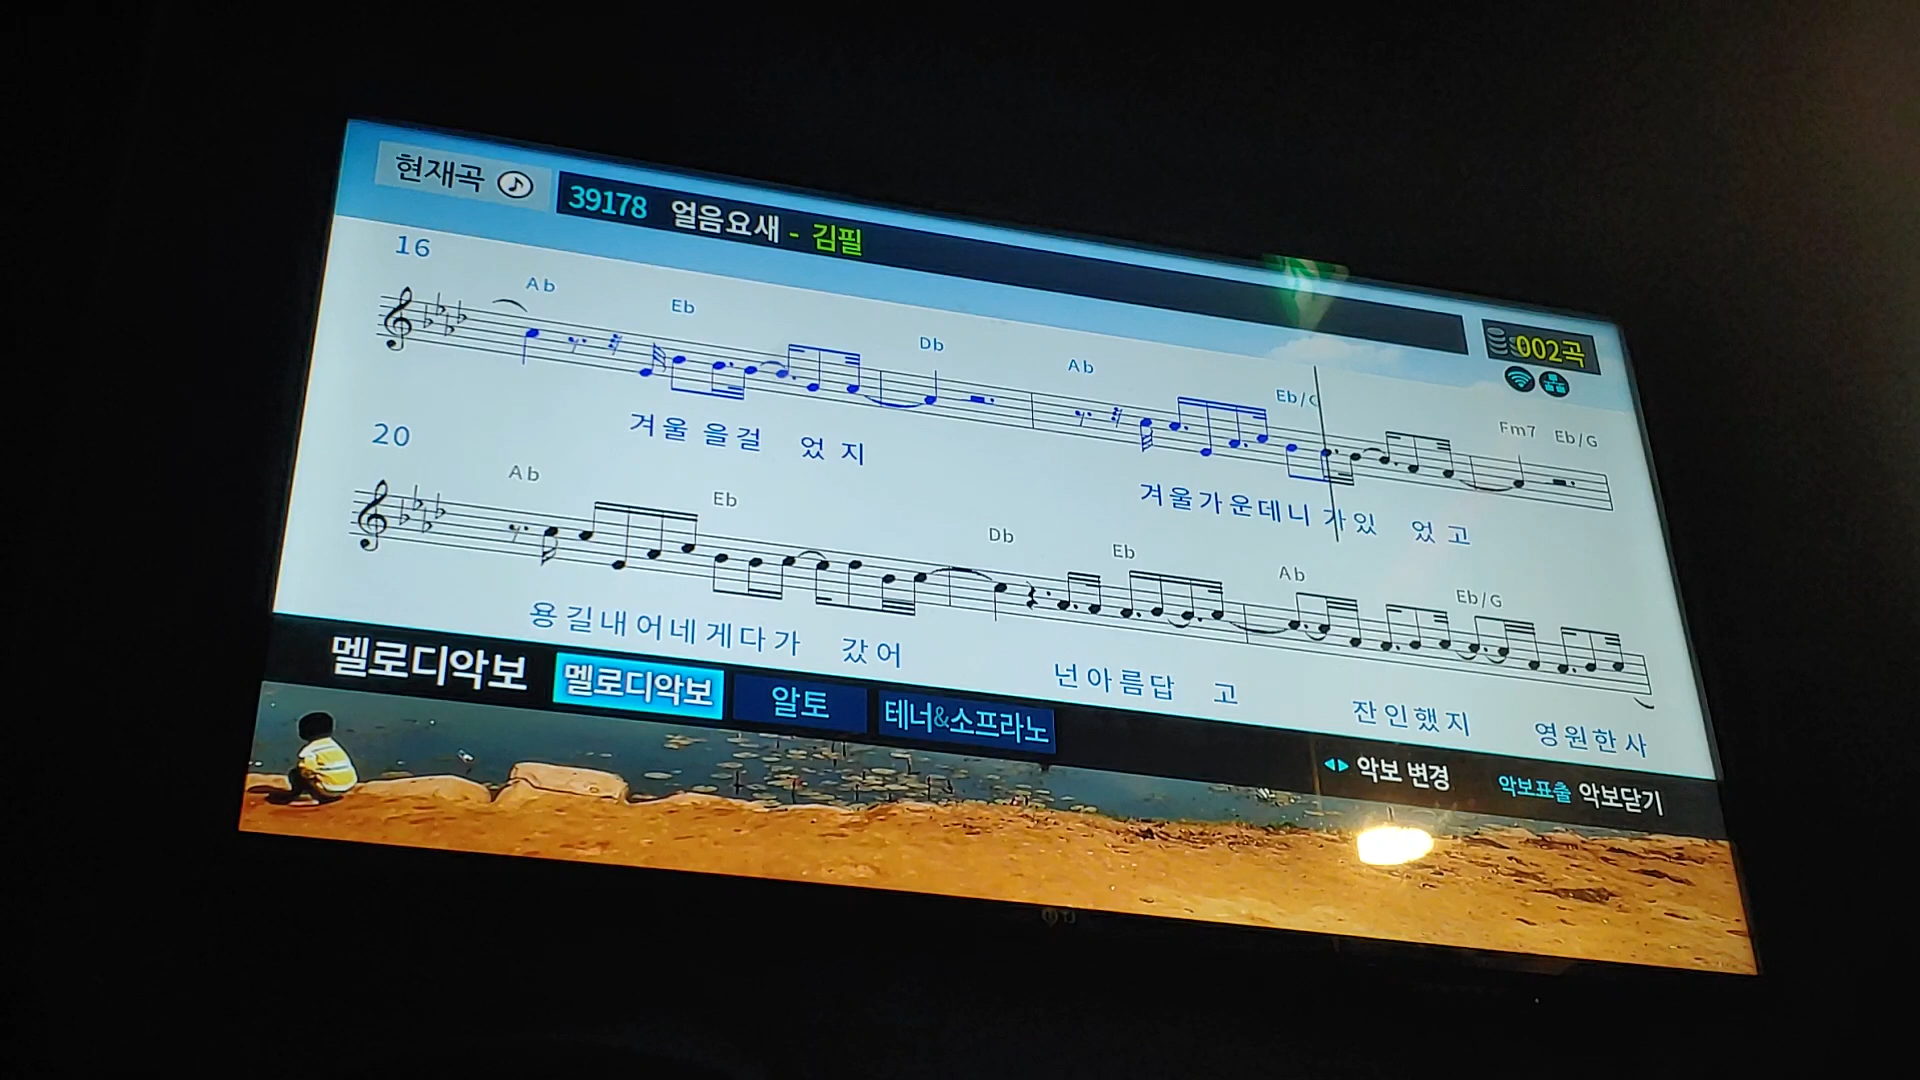 현재곡
39178 얼음요새 - 김필
002곡
16
Ab Eb Db Ab Eb/G Fm7 Eb/G
겨울 을걸 었 지 겨울가운데니 가있 었 고
20
Ab Eb Db Eb Ab Eb/G
용길내어네게다가 갔어 넌아름답 고 잔인했지 영원한사
멜로디악보 멜로디악보 알토 테너&소프라노
악보 변경 악보표출 악보닫기